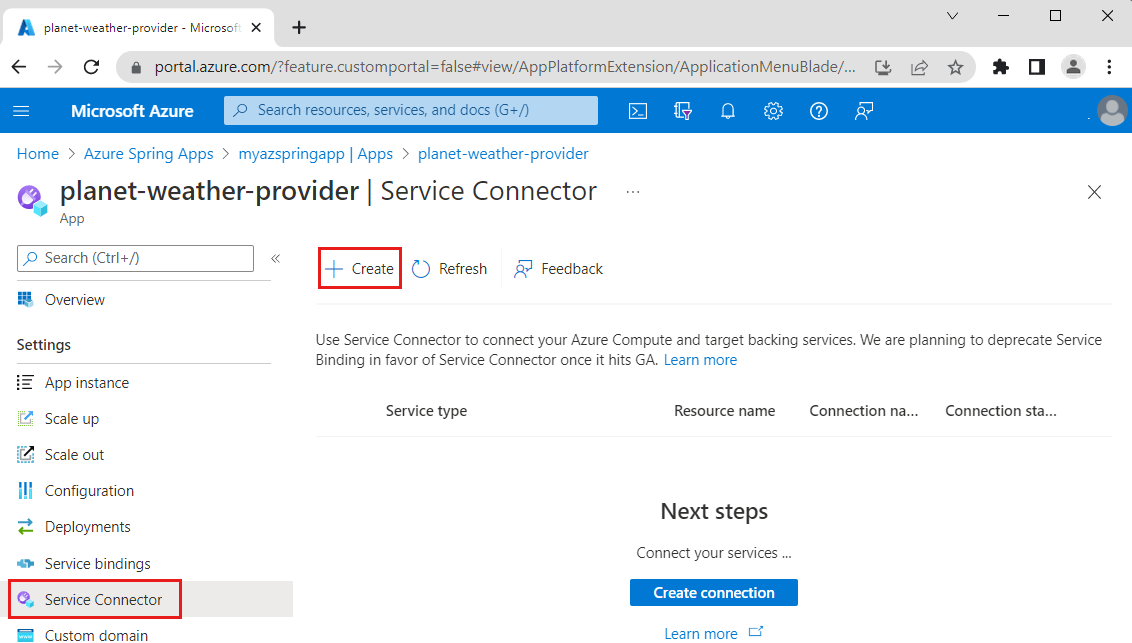 planet-weather-provider - Microsoft
portal.azure.com/?feature.customportal=false#view/AppPlatformExtension/ApplicationMenuBlade/...
Microsoft Azure
Search resources, services, and docs (G+/)
Home > Azure Spring Apps > myazspringapp | Apps > planet-weather-provider
planet-weather-provider | Service Connector ...
App
Search (Ctrl+/) «
Overview
Settings
App instance
Scale up
Scale out
Configuration
Deployments
Service bindings
Service Connector
Custom domain
+ Create Refresh Feedback
Use Service Connector to connect your Azure Compute and target backing services. We are planning to deprecate Service
Binding in favor of Service Connector once it hits GA. Learn more
Service type Resource name Connection na... Connection sta...
Next steps
Connect your services ...
Create connection
Learn more